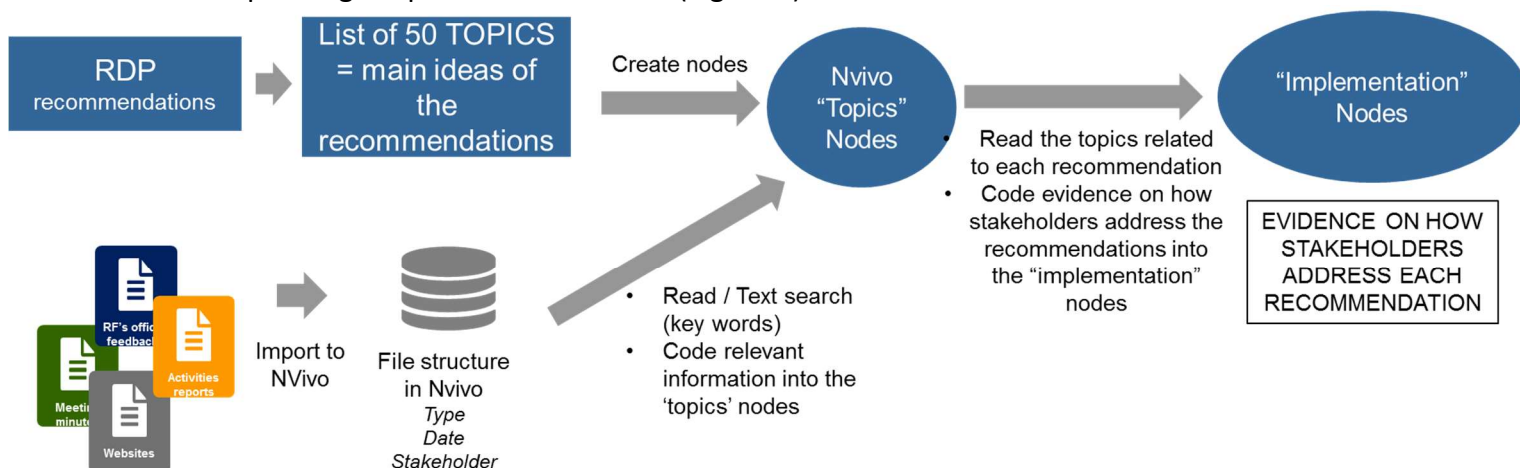 RDP
recommendations
List of 50 TOPICS
= main ideas of
the
recommendations
Create nodes
Nvivo
“Topics”
Nodes
“Implementation”
Nodes
• Read the topics related
to each recommendation
• Code evidence on how
stakeholders address the
recommendations into
the “implementation”
nodes
EVIDENCE ON HOW
STAKEHOLDERS
ADDRESS EACH
RECOMMENDATION
RF's
feedback
Activities
reports
Websites
Import to
NVivo
File structure
in Nvivo
Type
Date
Stakeholder
• Read / Text search
(key words)
• Code relevant
information into the
‘topics’ nodes